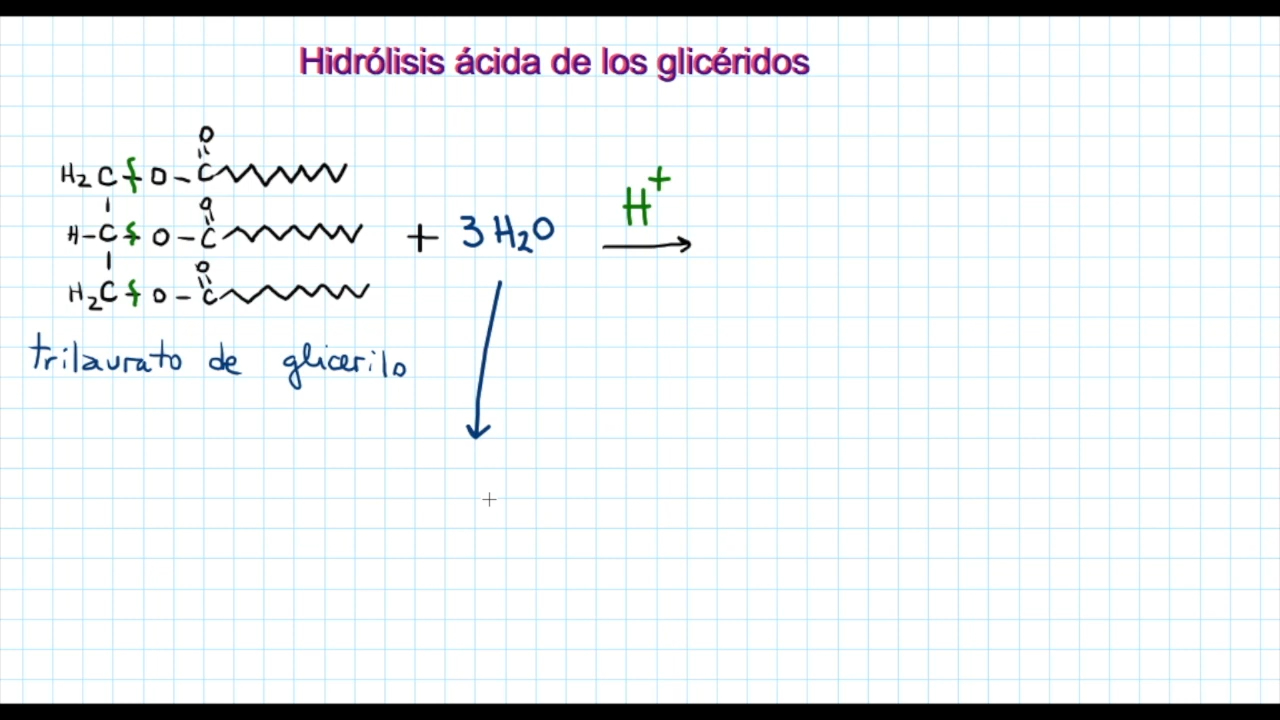 Hidrólisis ácida de los glicéridos
O
H₂C - O - C
O
H - C - O - C + 3 H₂O H⁺ →
O
H₂C - O - C
trilaurato de glicerilo